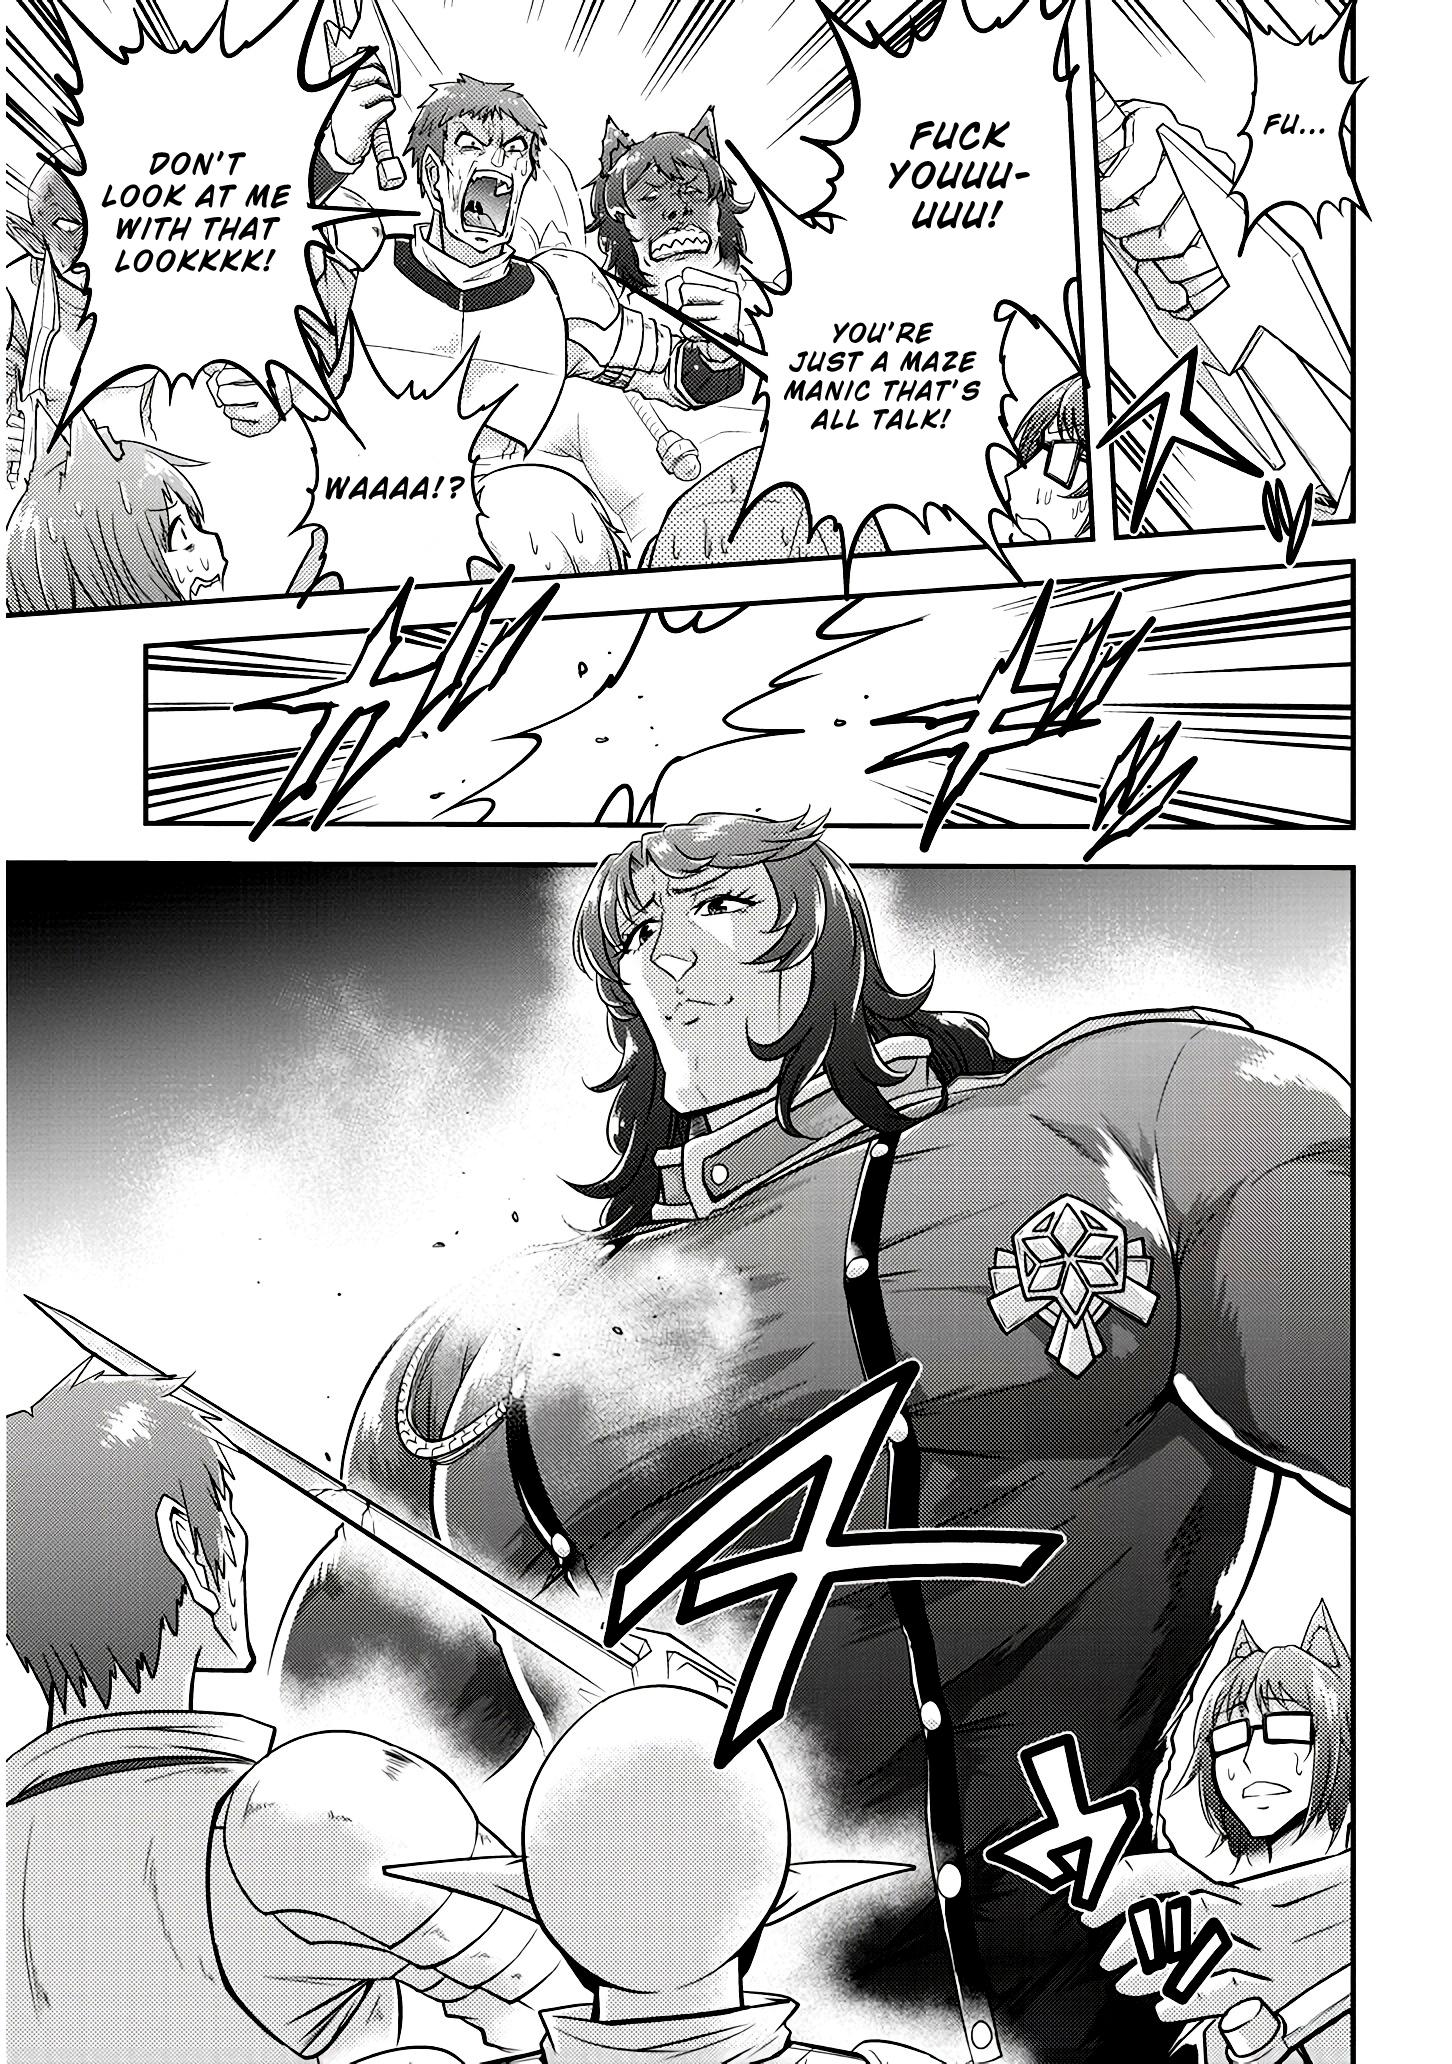 FU...
FUCK
YOUUU-
UUU!
YOU'RE
JUST A MAZE
MANIC THAT'S
ALL TALK!
DON'T
LOOK AT ME
WITH THAT
LOOKKKK!
WAAAA!?